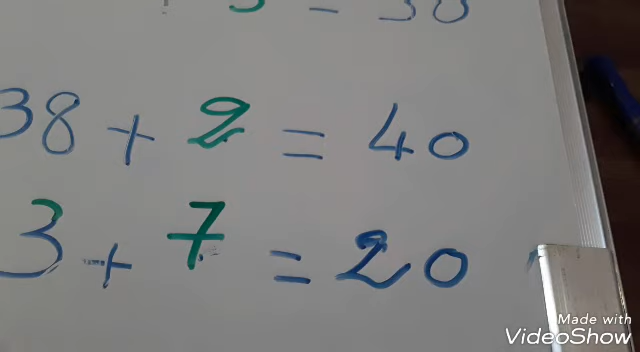 38 + 2 = 40
3 + 7 = 20
Made with
VideoShow